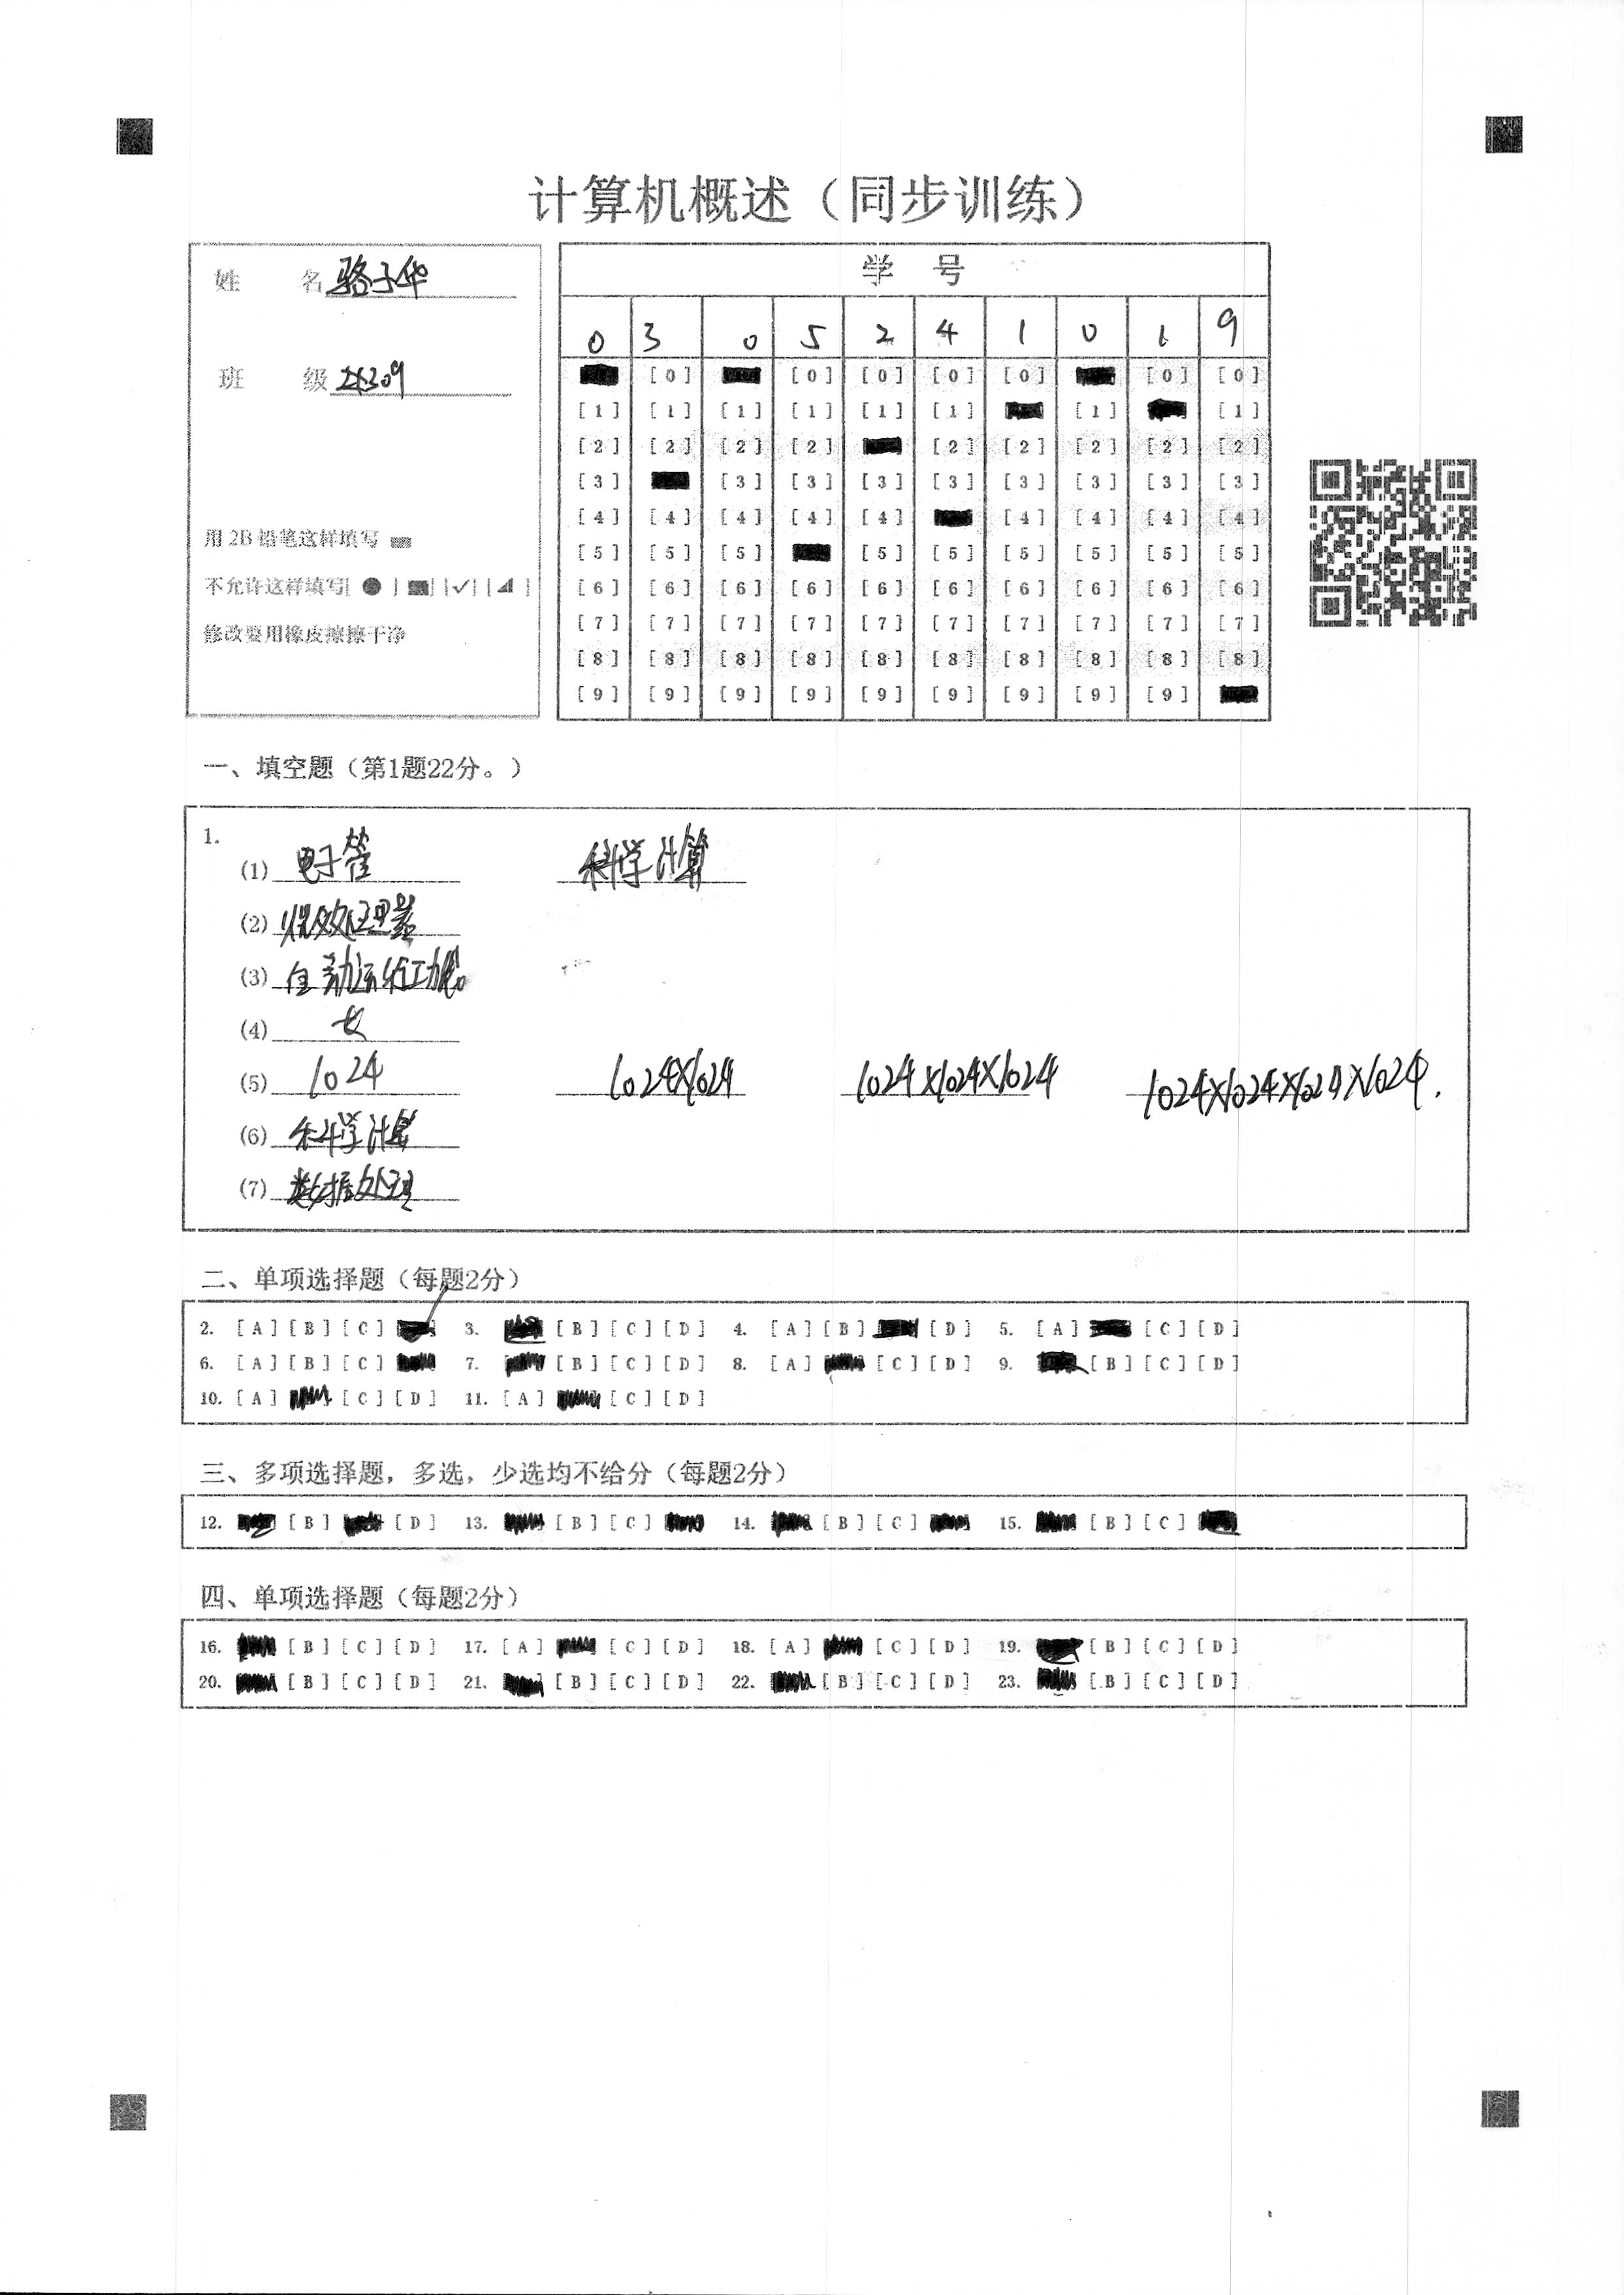 计算机概述（同步训练）
姓 名 骆子华
班 级
用 2B 铅笔这样填写
不允许这样填写[ ● ] [■] [✓] [◢]
修改要用橡皮擦擦干净
学 号
0 3 0 5 2 4 1 0 1 9
[0] [0] [0] [0] [0] [0] [0]
[1] [1] [1] [1] [1] [1] [1] [1]
[2] [2] [2] [2] [2] [2] [2] [2] [2]
[3] [3] [3] [3] [3] [3] [3] [3] [3]
[4] [4] [4] [4] [4] [4] [4] [4] [4]
[5] [5] [5] [5] [5] [5] [5] [5] [5]
[6] [6] [6] [6] [6] [6] [6] [6] [6] [6]
[7] [7] [7] [7] [7] [7] [7] [7] [7] [7]
[8] [8] [8] [8] [8] [8] [8] [8] [8] [8]
[9] [9] [9] [9] [9] [9] [9] [9] [9]
一、填空题（第1题22分。）
1.
(1) 电子管 科学计算
(2) 微处理器
(3) 自动运行功能
(4)
(5) 1024 1024×1024 1024×1024×1024 1024×1024×1024×1024.
(6) 科学计算
(7) 数据处理
二、单项选择题（每题2分）
2. [A] [B] [C] 3. [B] [C] [D] 4. [A] [B] [D] 5. [A] [C] [D]
6. [A] [B] [C] 7. [B] [C] [D] 8. [A] [C] [D] 9. [B] [C] [D]
10. [A] [C] [D] 11. [A] [C] [D]
三、多项选择题，多选，少选均不给分（每题2分）
12. [B] [D] 13. [B] [C] 14. [B] [C] 15. [B] [C]
四、单项选择题（每题2分）
16. [B] [C] [D] 17. [A] [C] [D] 18. [A] [C] [D] 19. [B] [C] [D]
20. [B] [C] [D] 21. [B] [C] [D] 22. [B] [C] [D] 23. [B] [C] [D]